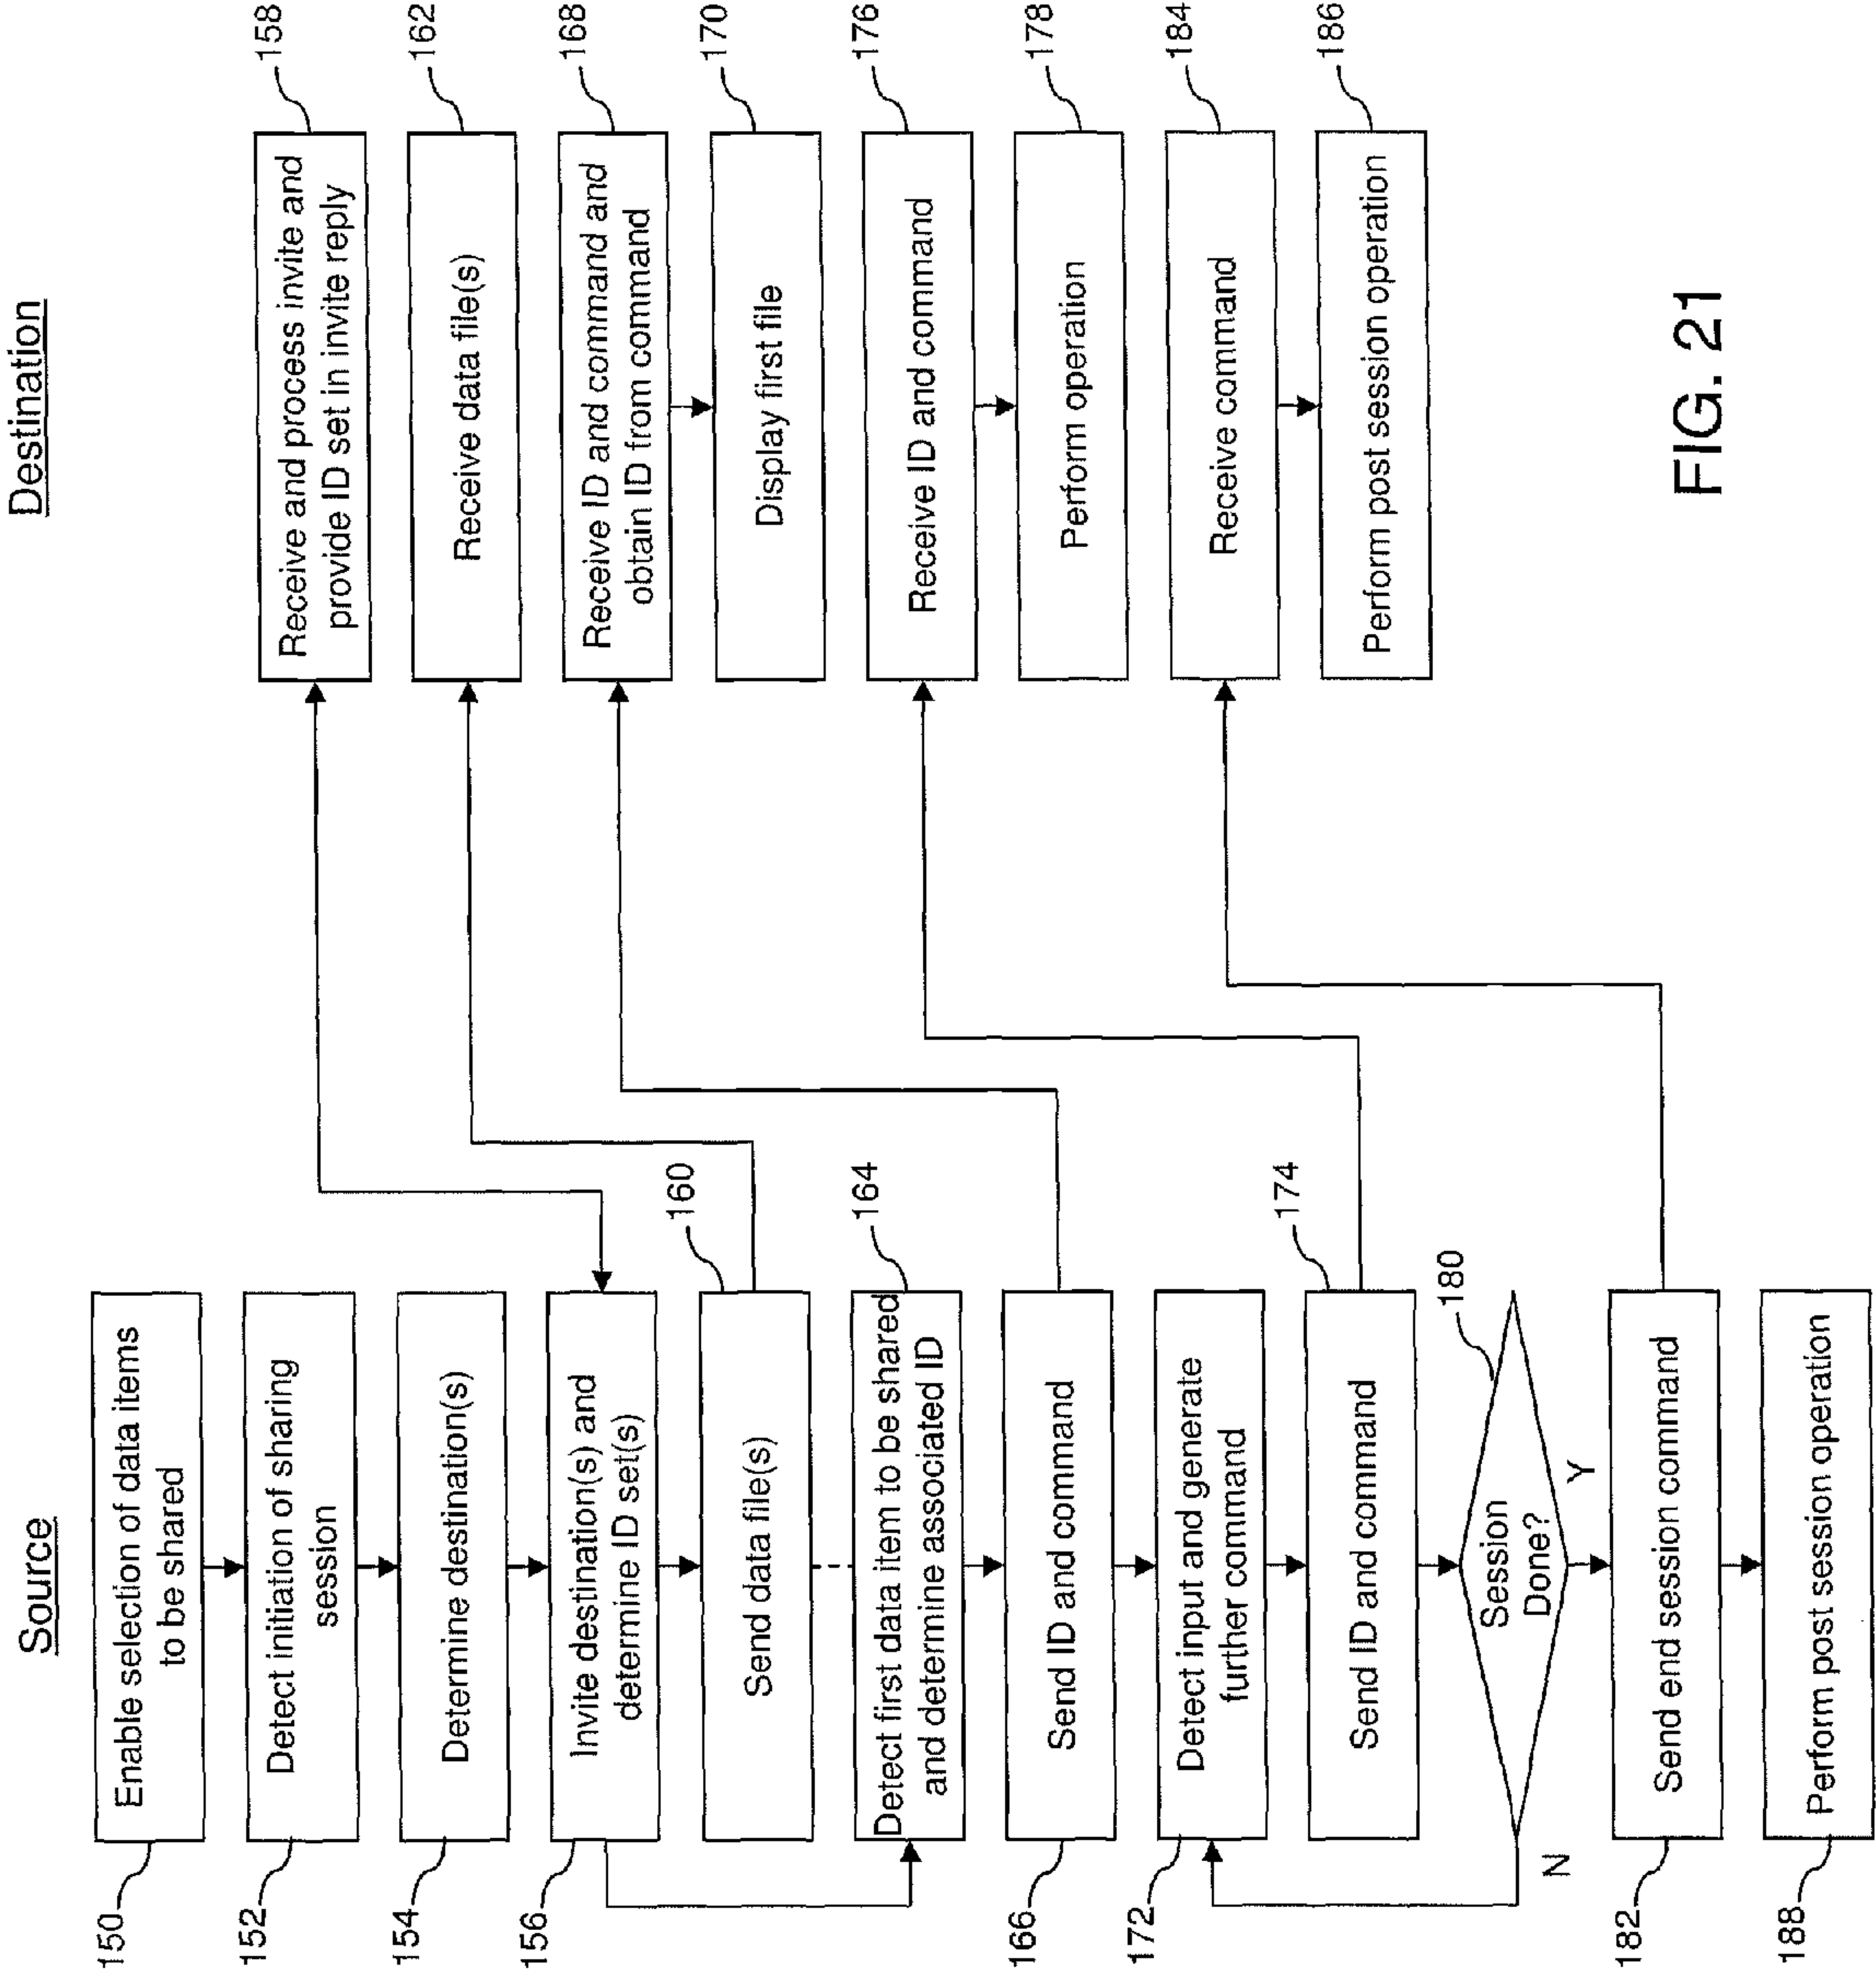 Source
150
Enable selection of data items
to be shared
152
Detect initiation of sharing
session
154
Determine destination(s)
156
Invite destination(s) and
determine ID set(s)
160
Send data file(s)
164
Detect first data item to be shared
and determine associated ID
166
Send ID and command
172
Detect input and generate
further command
174
Send ID and command
180
Session
Done?
N
Y
182
Send end session command
188
Perform post session operation
Destination
158
Receive and process invite and
provide ID set in invite reply
162
Receive data file(s)
168
Receive ID and command and
obtain ID from command
170
Display first file
176
Receive ID and command
178
Perform operation
184
Receive command
186
Perform post session operation
FIG. 21